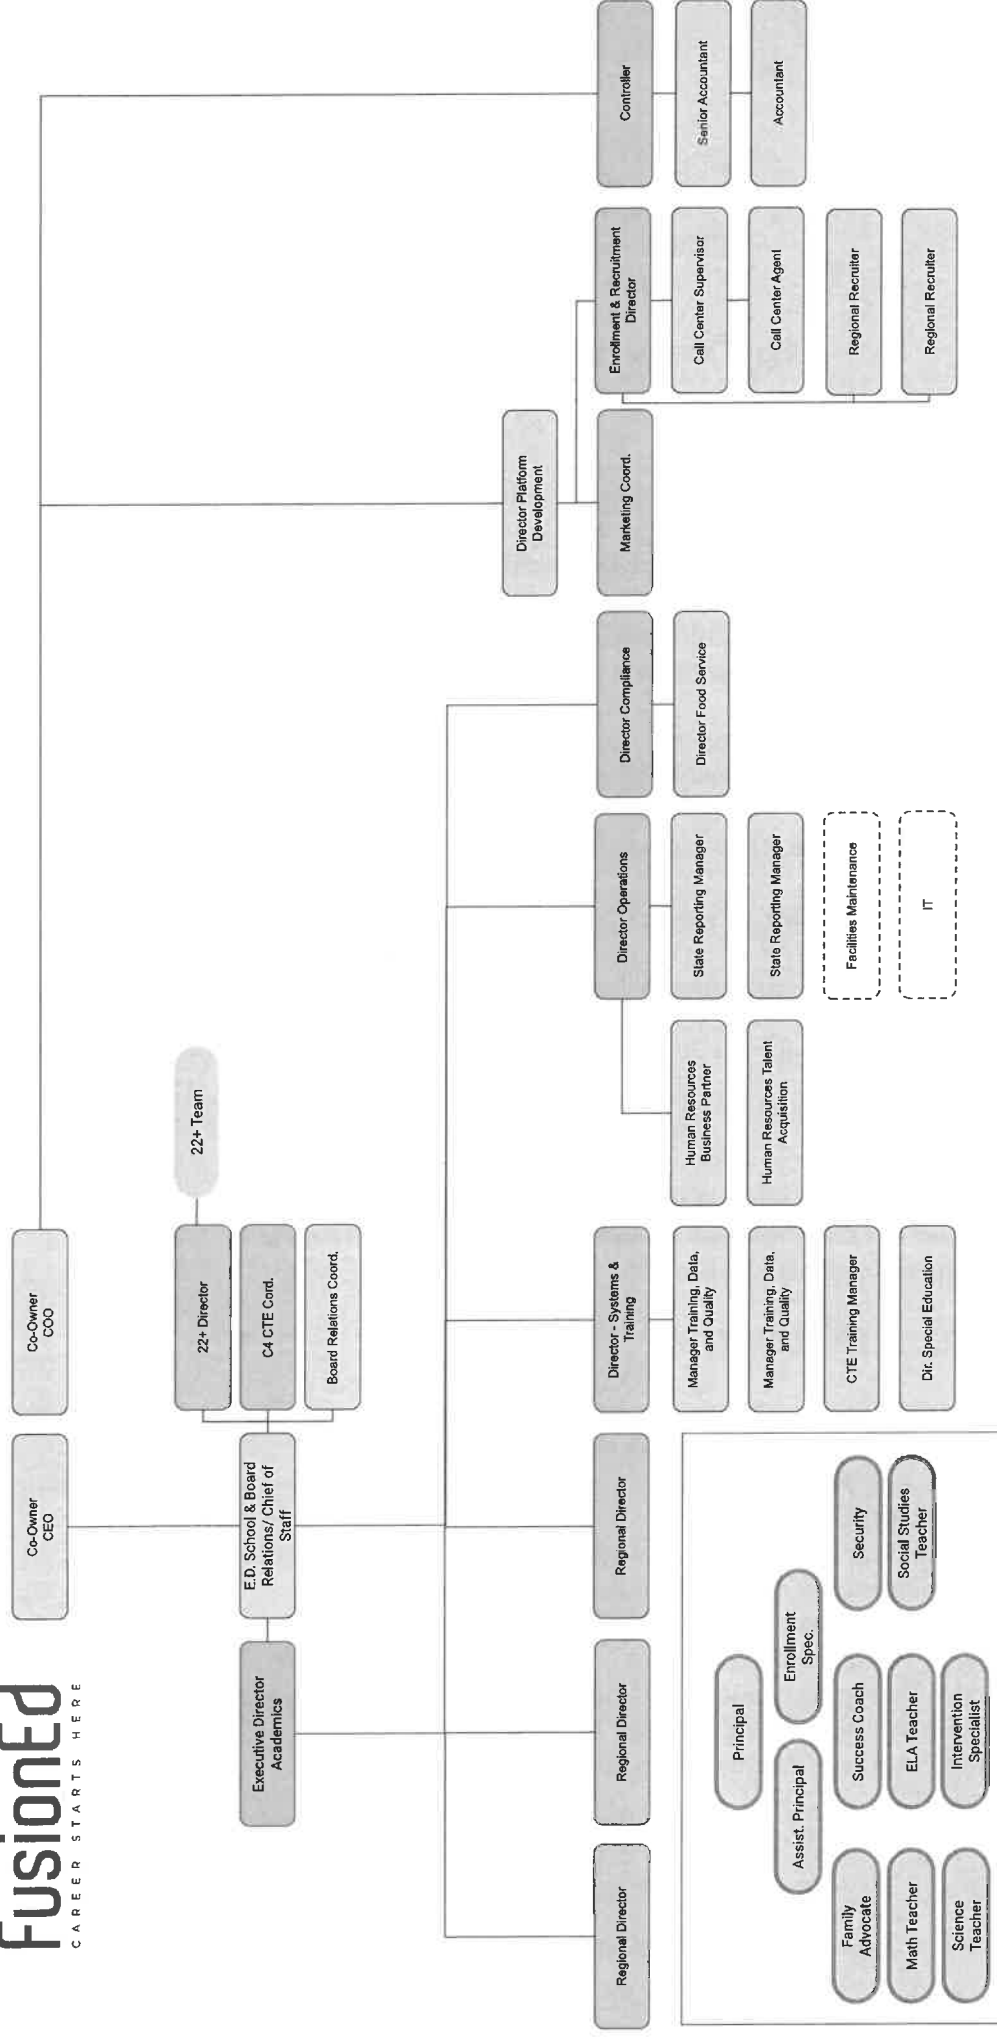 FusionEd
CAREER STARTS HERE
Co-Owner
CEO
Co-Owner
COO
22+ Director
22+ Team
Executive Director
Academics
E.D. School & Board
Relations/ Chief of
Staff
C4 CTE Cord.
Board Relations Coord.
Director Platform
Development
Regional Director
Regional Director
Regional Director
Director - Systems &
Training
Director Operations
Director Compliance
Marketing Coord.
Enrollment & Recruitment
Director
Controller
Manager Training, Data,
and Quality
Human Resources
Business Partner
State Reporting Manager
Director Food Service
Call Center Supervisor
Senior Accountant
Manager Training, Data,
and Quality
Human Resources Talent
Acquisition
State Reporting Manager
Call Center Agent
Accountant
CTE Training Manager
Facilities Maintenance
Regional Recruiter
Dir. Special Education
IT
Regional Recruiter
Principal
Assist. Principal
Enrollment
Spec.
Family
Advocate
Success Coach
Security
Math Teacher
ELA Teacher
Social Studies
Teacher
Science
Teacher
Intervention
Specialist